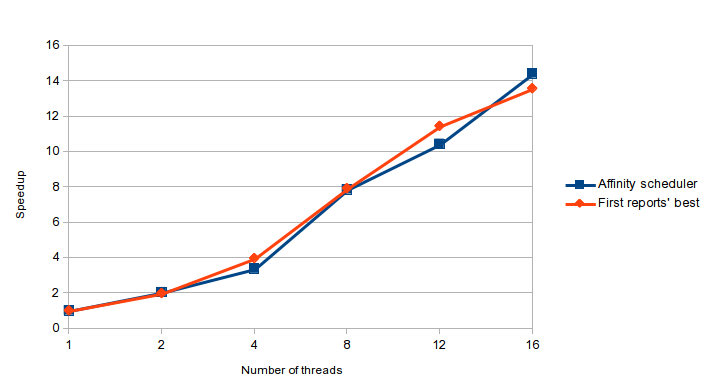 16
14
12
10
8
6
4
2
0
Speedup
1 2 4 8 12 16
Number of threads
Affinity scheduler
First reports' best